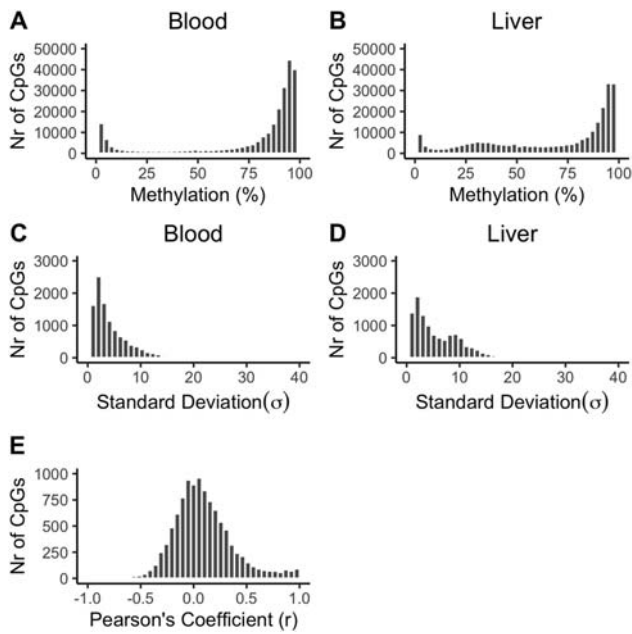 A Blood
B Liver
50000
40000
30000
20000
10000
0
Nr of CpGs
0 25 50 75 100
Methylation (%)
50000
40000
30000
20000
10000
0
Nr of CpGs
0 25 50 75 100
Methylation (%)
C Blood
D Liver
3000
2000
1000
0
Nr of CpGs
0 10 20 30 40
Standard Deviation(σ)
3000
2000
1000
0
Nr of CpGs
0 10 20 30 40
Standard Deviation(σ)
E
1000
750
500
250
0
Nr of CpGs
-1.0 -0.5 0.0 0.5 1.0
Pearson's Coefficient (r)